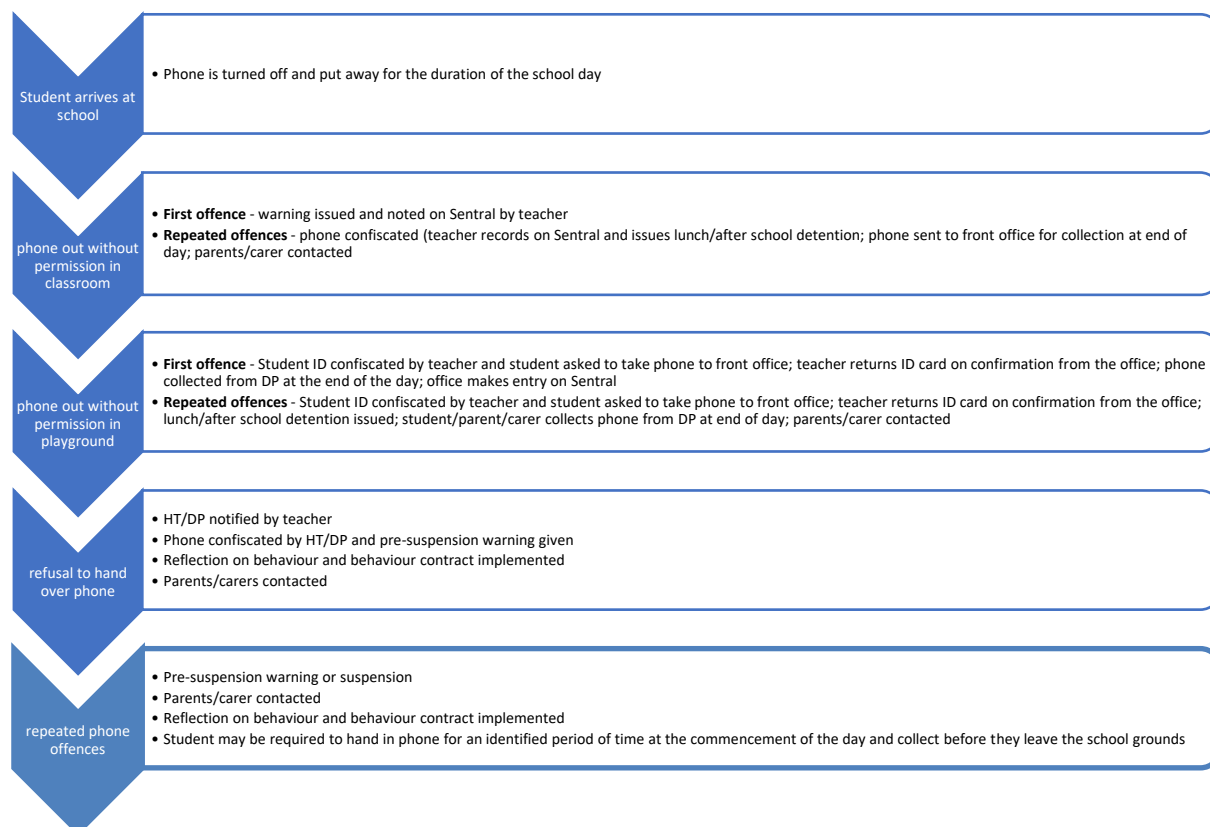 Student arrives at
school
• Phone is turned off and put away for the duration of the school day
phone out without
permission in
classroom
• First offence - warning issued and noted on Sentral by teacher
• Repeated offences - phone confiscated (teacher records on Sentral and issues lunch/after school detention; phone sent to front office for collection at end of
day; parents/carer contacted
phone out without
permission in
playground
• First offence - Student ID confiscated by teacher and student asked to take phone to front office; teacher returns ID card on confirmation from the office; phone
collected from DP at the end of the day; office makes entry on Sentral
• Repeated offences - Student ID confiscated by teacher and student asked to take phone to front office; teacher returns ID card on confirmation from the office;
lunch/after school detention issued; student/parent/carer collects phone from DP at end of day; parents/carer contacted
refusal to hand
over phone
• HT/DP notified by teacher
• Phone confiscated by HT/DP and pre-suspension warning given
• Reflection on behaviour and behaviour contract implemented
• Parents/carers contacted
repeated phone
offences
• Pre-suspension warning or suspension
• Parents/carer contacted
• Reflection on behaviour and behaviour contract implemented
• Student may be required to hand in phone for an identified period of time at the commencement of the day and collect before they leave the school grounds